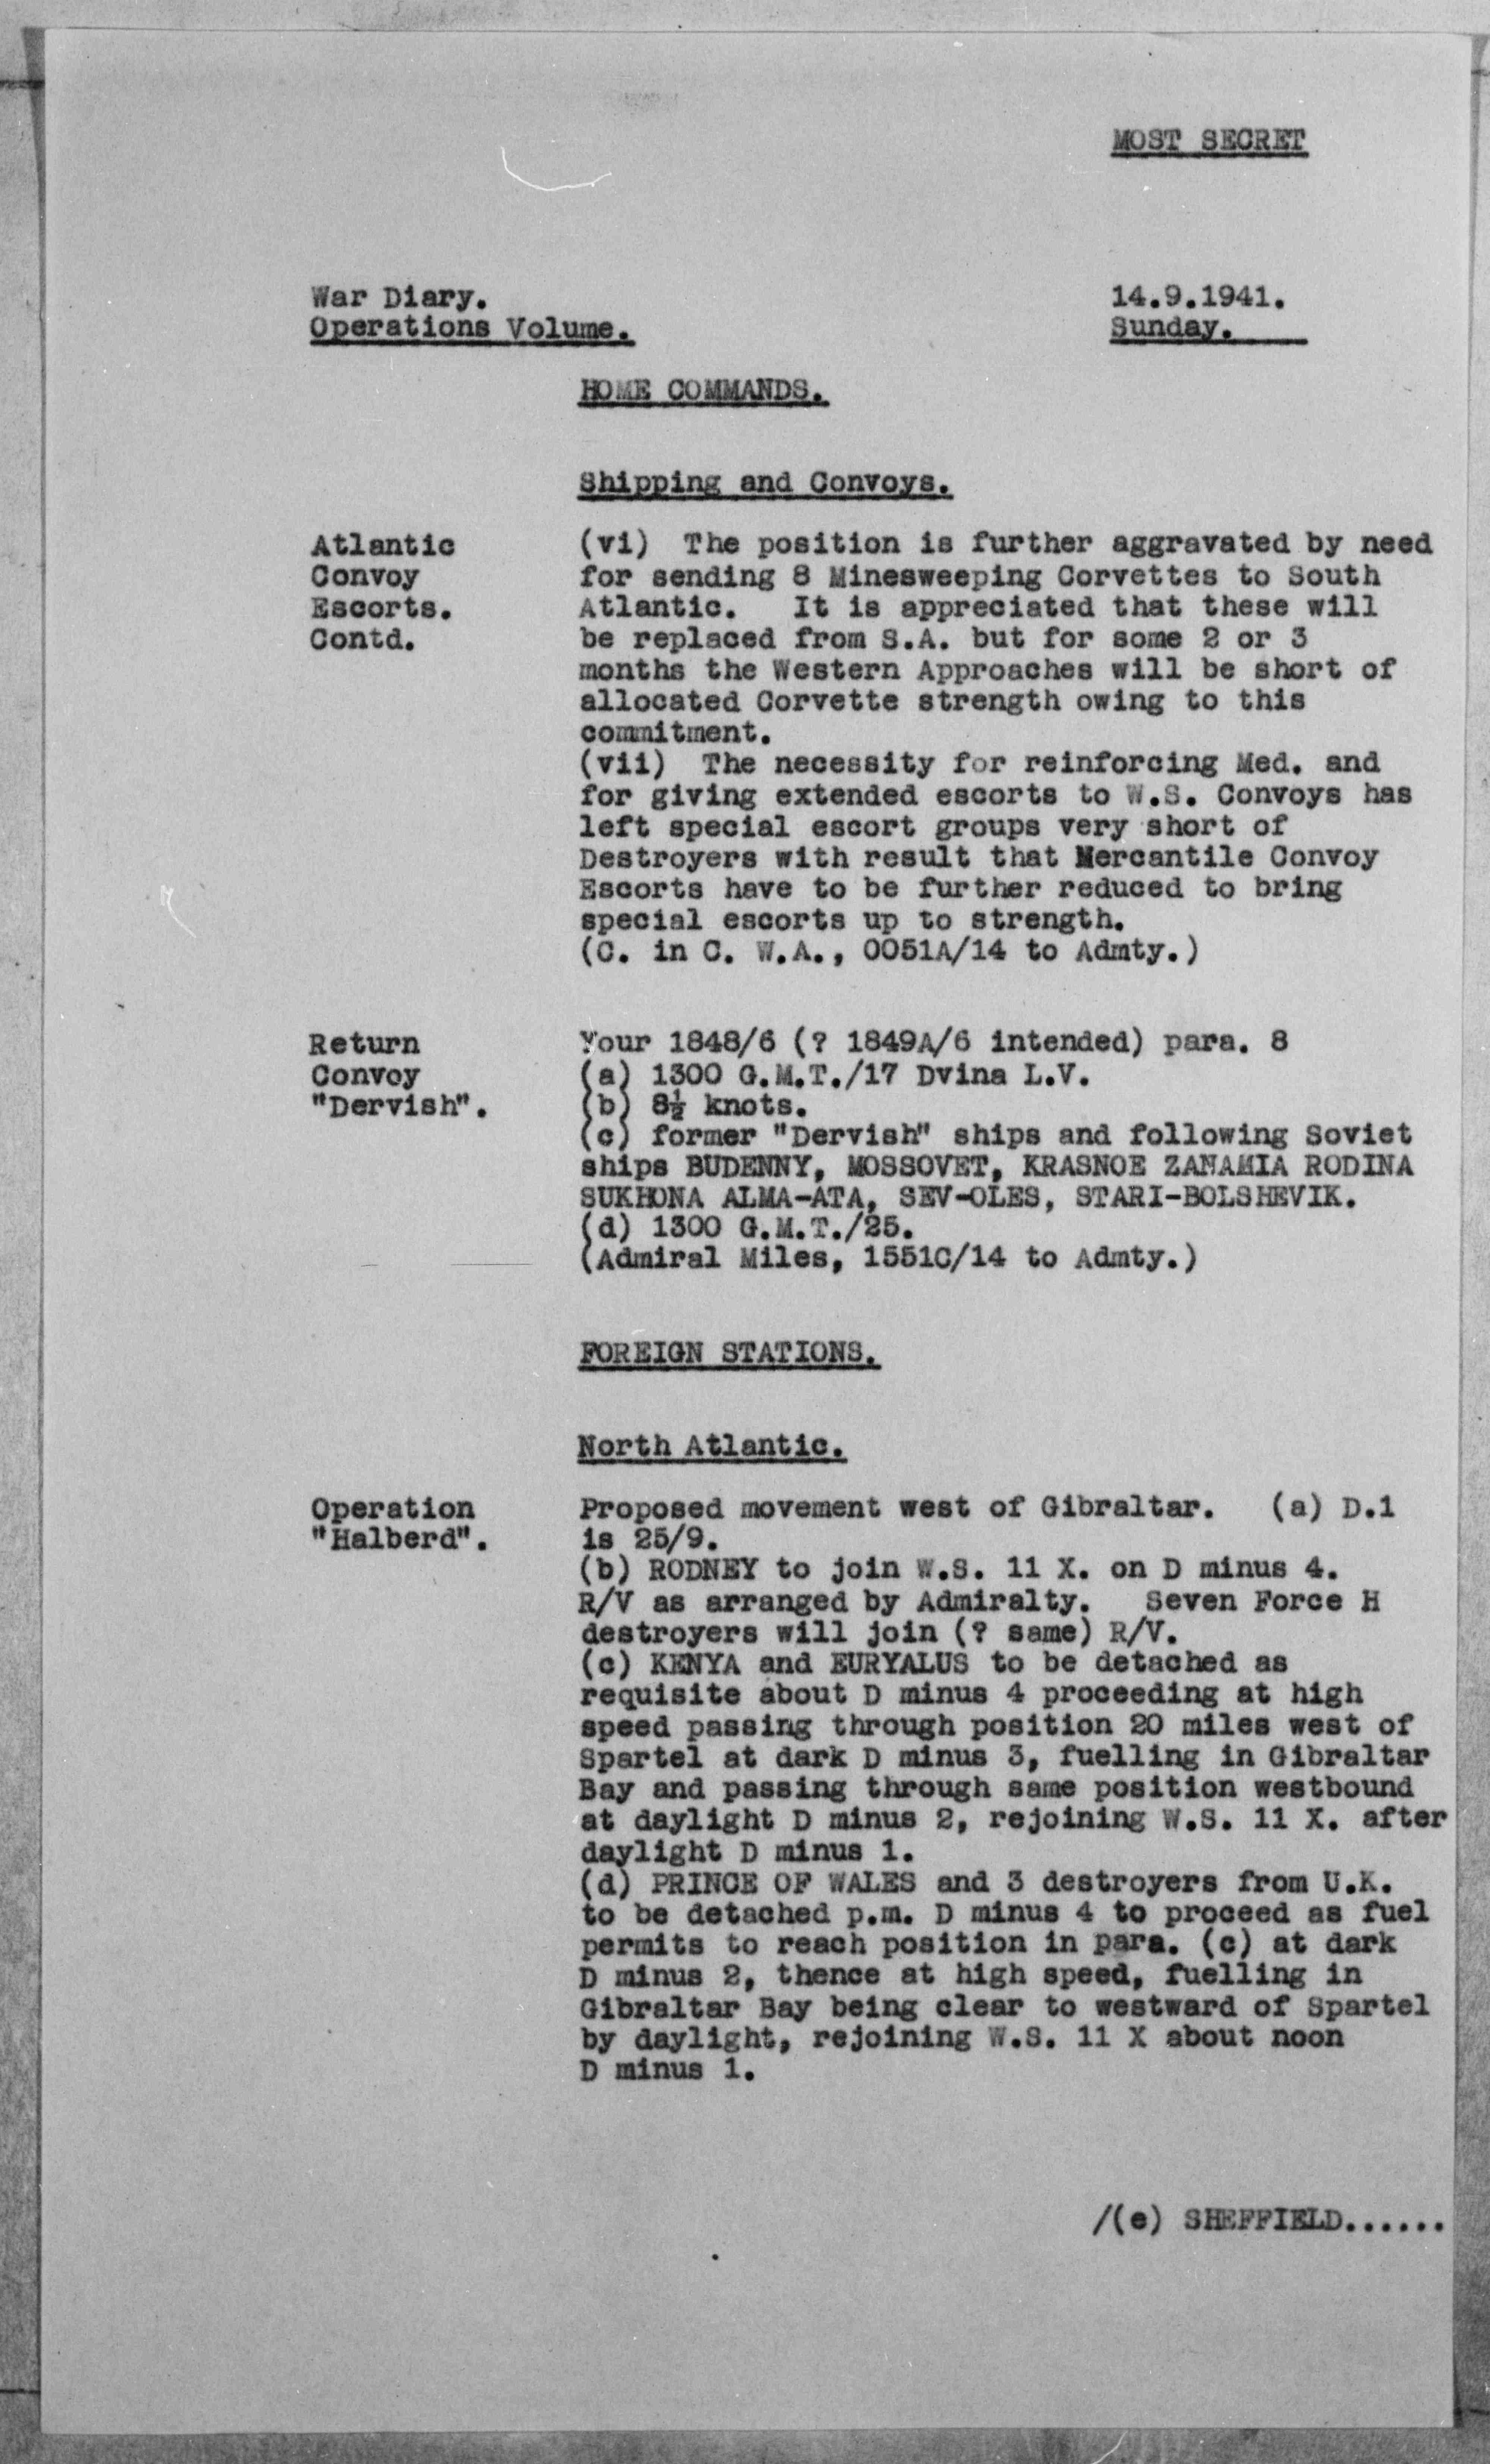 MOST SECRET
War Diary.
Operations Volume.
14.9.1941.
Sunday.
HOME COMMANDS.
Shipping and Convoys.
Atlantic
Convoy
Escorts.
Contd.
(vi) The position is further aggravated by need
for sending 8 Minesweeping Corvettes to South
Atlantic. It is appreciated that these will
be replaced from S.A. but for some 2 or 3
months the Western Approaches will be short of
allocated Corvette strength owing to this
commitment.
(vii) The necessity for reinforcing Med. and
for giving extended escorts to W.S. Convoys has
left special escort groups very short of
Destroyers with result that Mercantile Convoy
Escorts have to be further reduced to bring
special escorts up to strength.
(C. in C. W.A., 0051A/14 to Admty.)
Return
Convoy
"Dervish".
Your 1848/6 (? 1849A/6 intended) para. 8
(a) 1300 G.M.T./17 Dvina L.V.
(b) 8½ knots.
(c) former "Dervish" ships and following Soviet
ships BUDENNY, MOSSOVET, KRASNOE ZANAMIA RODINA
SUKHONA ALMA-ATA, SEV-OLES, STARI-BOLSHEVIK.
(d) 1300 G.M.T./25.
(Admiral Miles, 1551C/14 to Admty.)
FOREIGN STATIONS.
North Atlantic.
Operation
"Halberd".
Proposed movement west of Gibraltar. (a) D.1
is 25/9.
(b) RODNEY to join W.S. 11 X. on D minus 4.
R/V as arranged by Admiralty. Seven Force H
destroyers will join (? same) R/V.
(c) KENYA and EURYALUS to be detached as
requisite about D minus 4 proceeding at high
speed passing through position 20 miles west of
Spartel at dark D minus 3, fuelling in Gibraltar
Bay and passing through same position westbound
at daylight D minus 2, rejoining W.S. 11 X. after
daylight D minus 1.
(d) PRINCE OF WALES and 3 destroyers from U.K.
to be detached p.m. D minus 4 to proceed as fuel
permits to reach position in para. (c) at dark
D minus 2, thence at high speed, fuelling in
Gibraltar Bay being clear to westward of Spartel
by daylight, rejoining W.S. 11 X about noon
D minus 1.
/(e) SHEFFIELD......